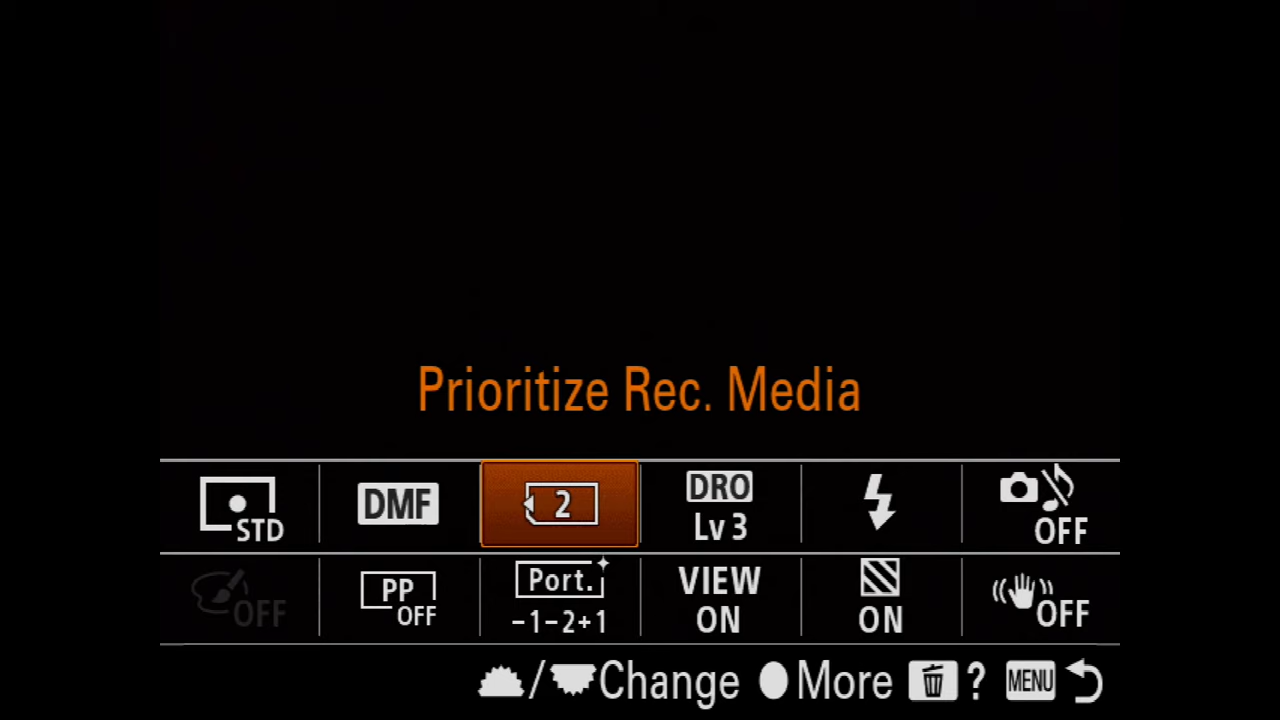 Prioritize Rec. Media
STD DMF 2 DRO Lv 3 OFF
OFF PP OFF Port. -1-2+1 VIEW ON ON OFF
/ Change More ? MENU